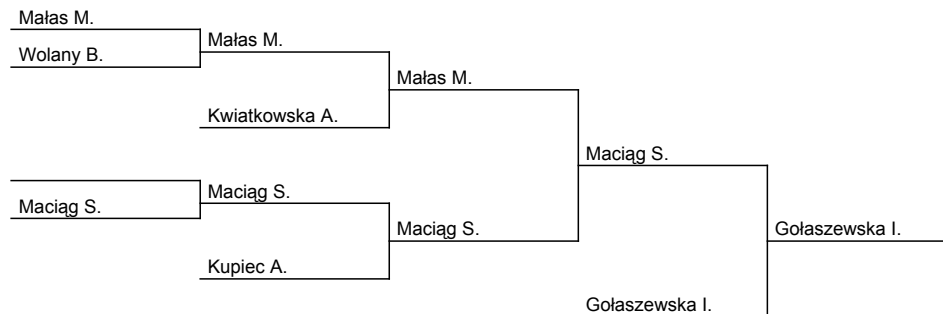 Małas M.
Wolany B.
Małas M.
Kwiatkowska A.
Małas M.
Maciąg S.
Maciąg S.
Maciąg S.
Kupiec A.
Maciąg S.
Gołaszewska I.
Gołaszewska I.